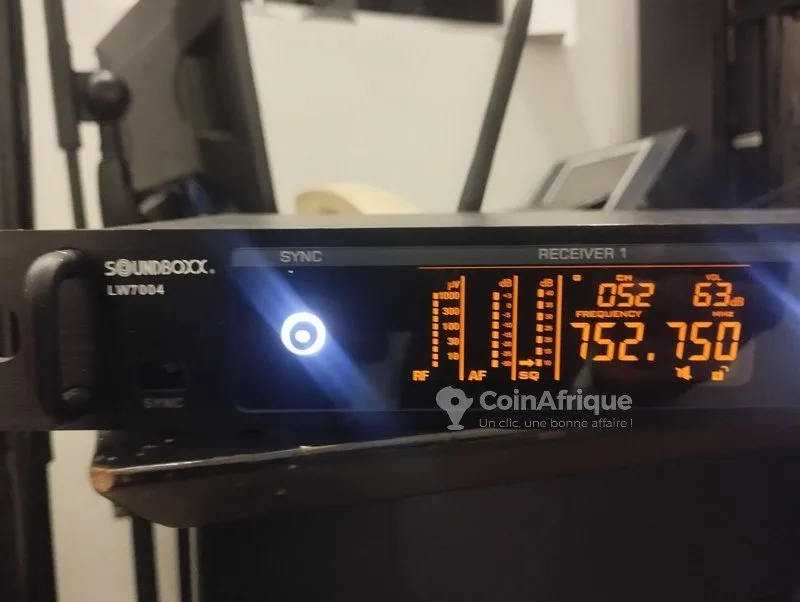 SYNC
RECEIVER 1
SOUNDBOXX.
LW7004
µV
1000
300
100
30
10
RF
dB
AF
dB
SQ
CH
052
VOL
63dB
FREQUENCY
MHz
752.750
SYNC
CoinAfrique
Un clic, une bonne affaire !